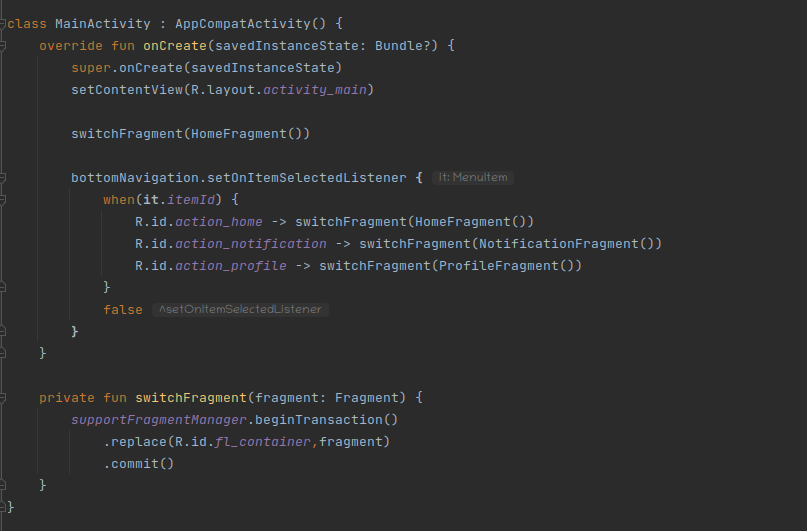 class MainActivity : AppCompatActivity() {
    override fun onCreate(savedInstanceState: Bundle?) {
        super.onCreate(savedInstanceState)
        setContentView(R.layout.activity_main)

        switchFragment(HomeFragment())

        bottomNavigation.setOnItemSelectedListener { it: MenuItem
            when(it.itemId) {
                R.id.action_home -> switchFragment(HomeFragment())
                R.id.action_notification -> switchFragment(NotificationFragment())
                R.id.action_profile -> switchFragment(ProfileFragment())
            }
            false ^setOnItemSelectedListener
        }
    }

    private fun switchFragment(fragment: Fragment) {
        supportFragmentManager.beginTransaction()
            .replace(R.id.fl_container,fragment)
            .commit()
    }
}